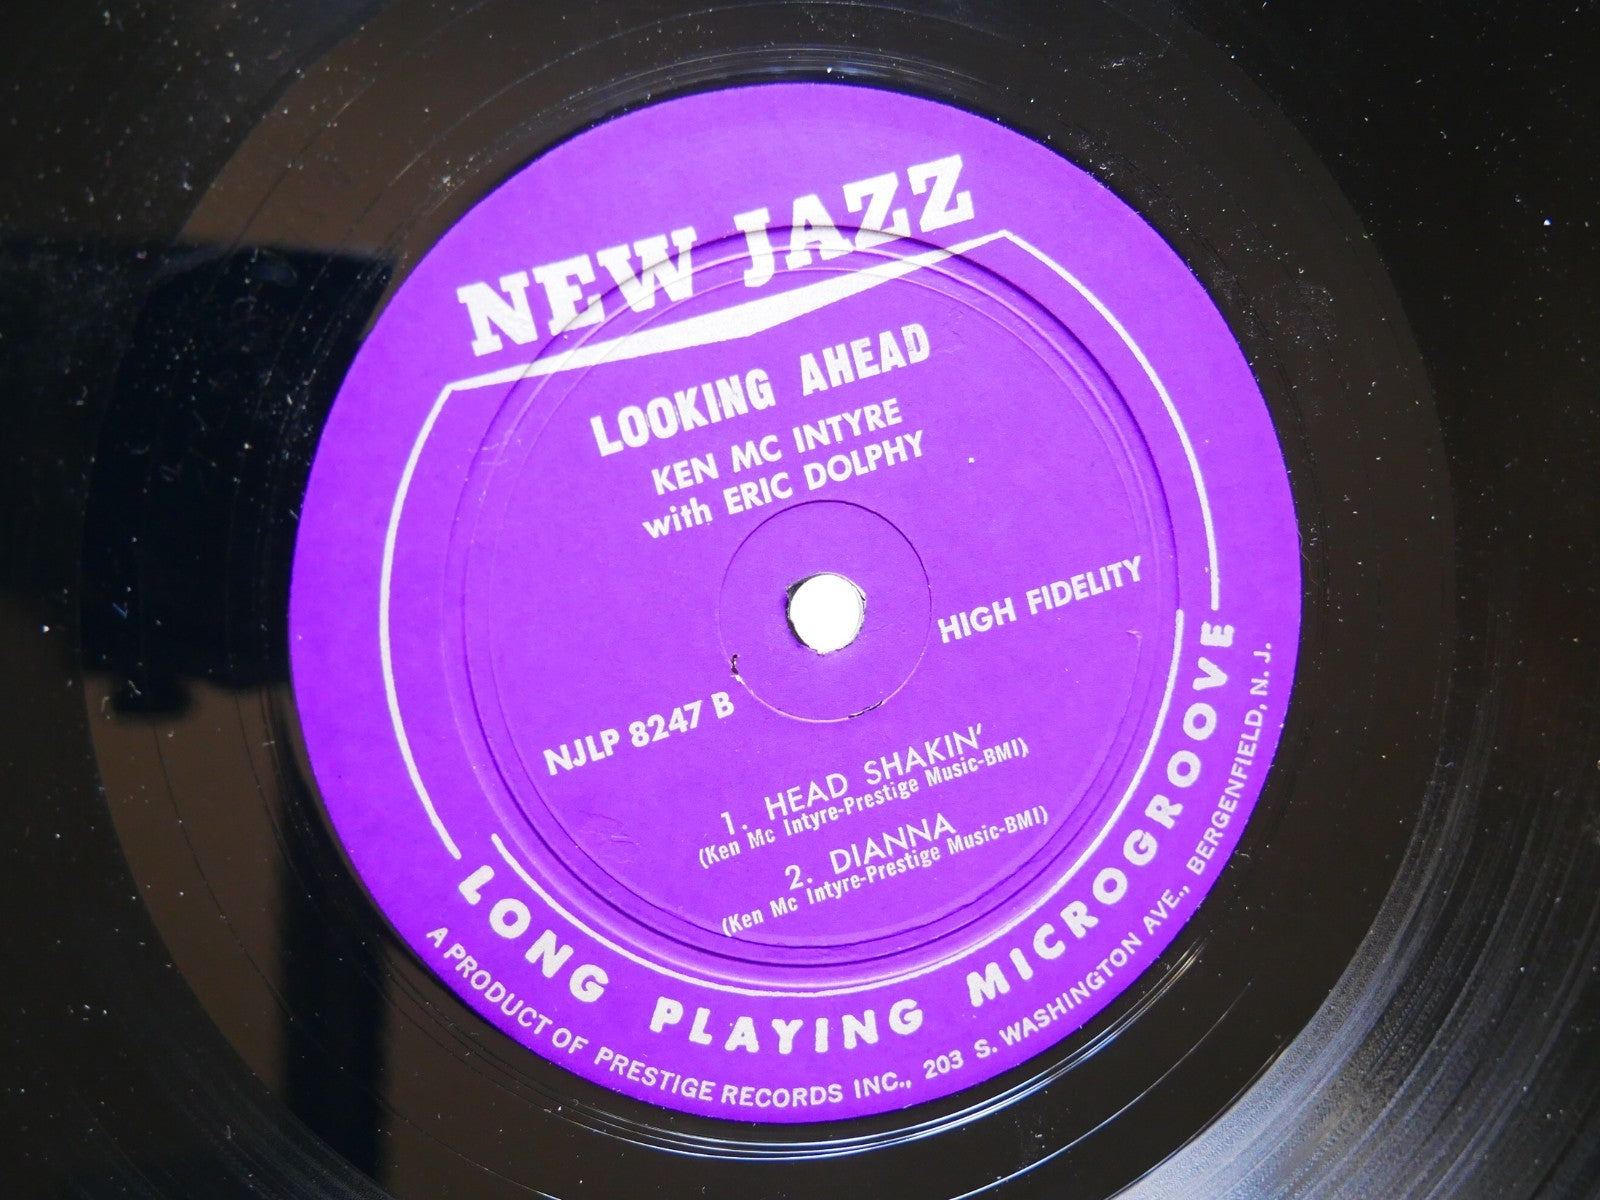 NEW JAZZ
LOOKING AHEAD
KEN MC INTYRE
with ERIC DOLPHY
HIGH FIDELITY
NJLP 8247 B
1. HEAD SHAKIN'
(Ken Mc Intyre-Prestige Music-BMI)
2. DIANNA
(Ken Mc Intyre-Prestige Music-BMI)
LONG PLAYING MICROGROOVE
A PRODUCT OF PRESTIGE RECORDS INC., 203 S. WASHINGTON AVE., BERGENFIELD, N. J.